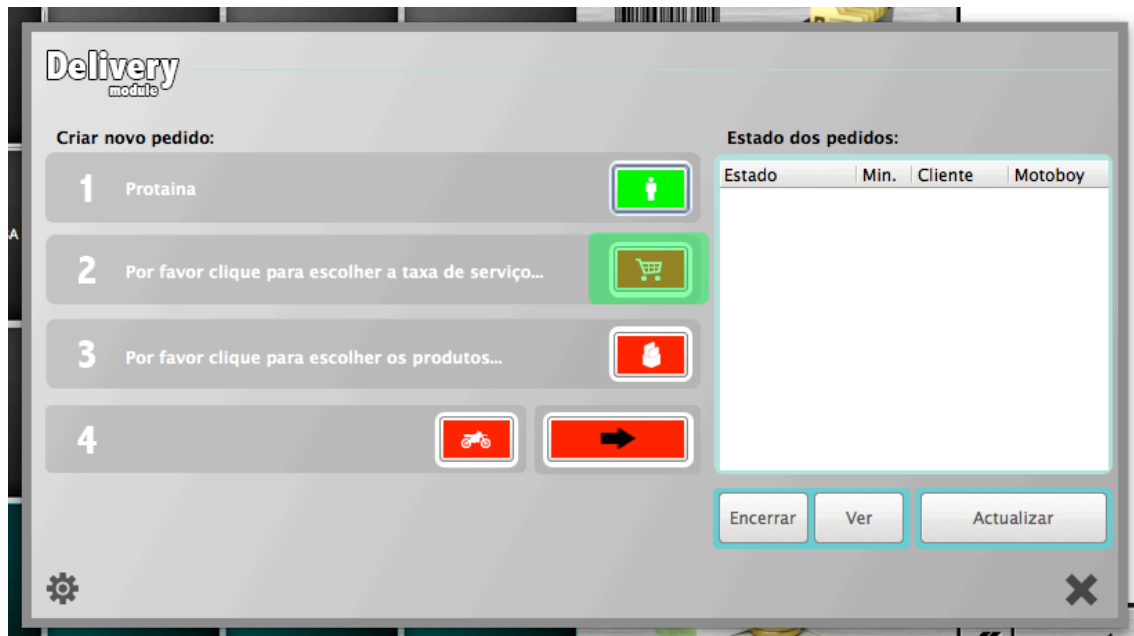 Delivery
module
Criar novo pedido:
1 Protaina
2 Por favor clique para escolher a taxa de serviço...
3 Por favor clique para escolher os produtos...
4
Estado dos pedidos:
Estado Min. Cliente Motoboy
Encerrar Ver Actualizar